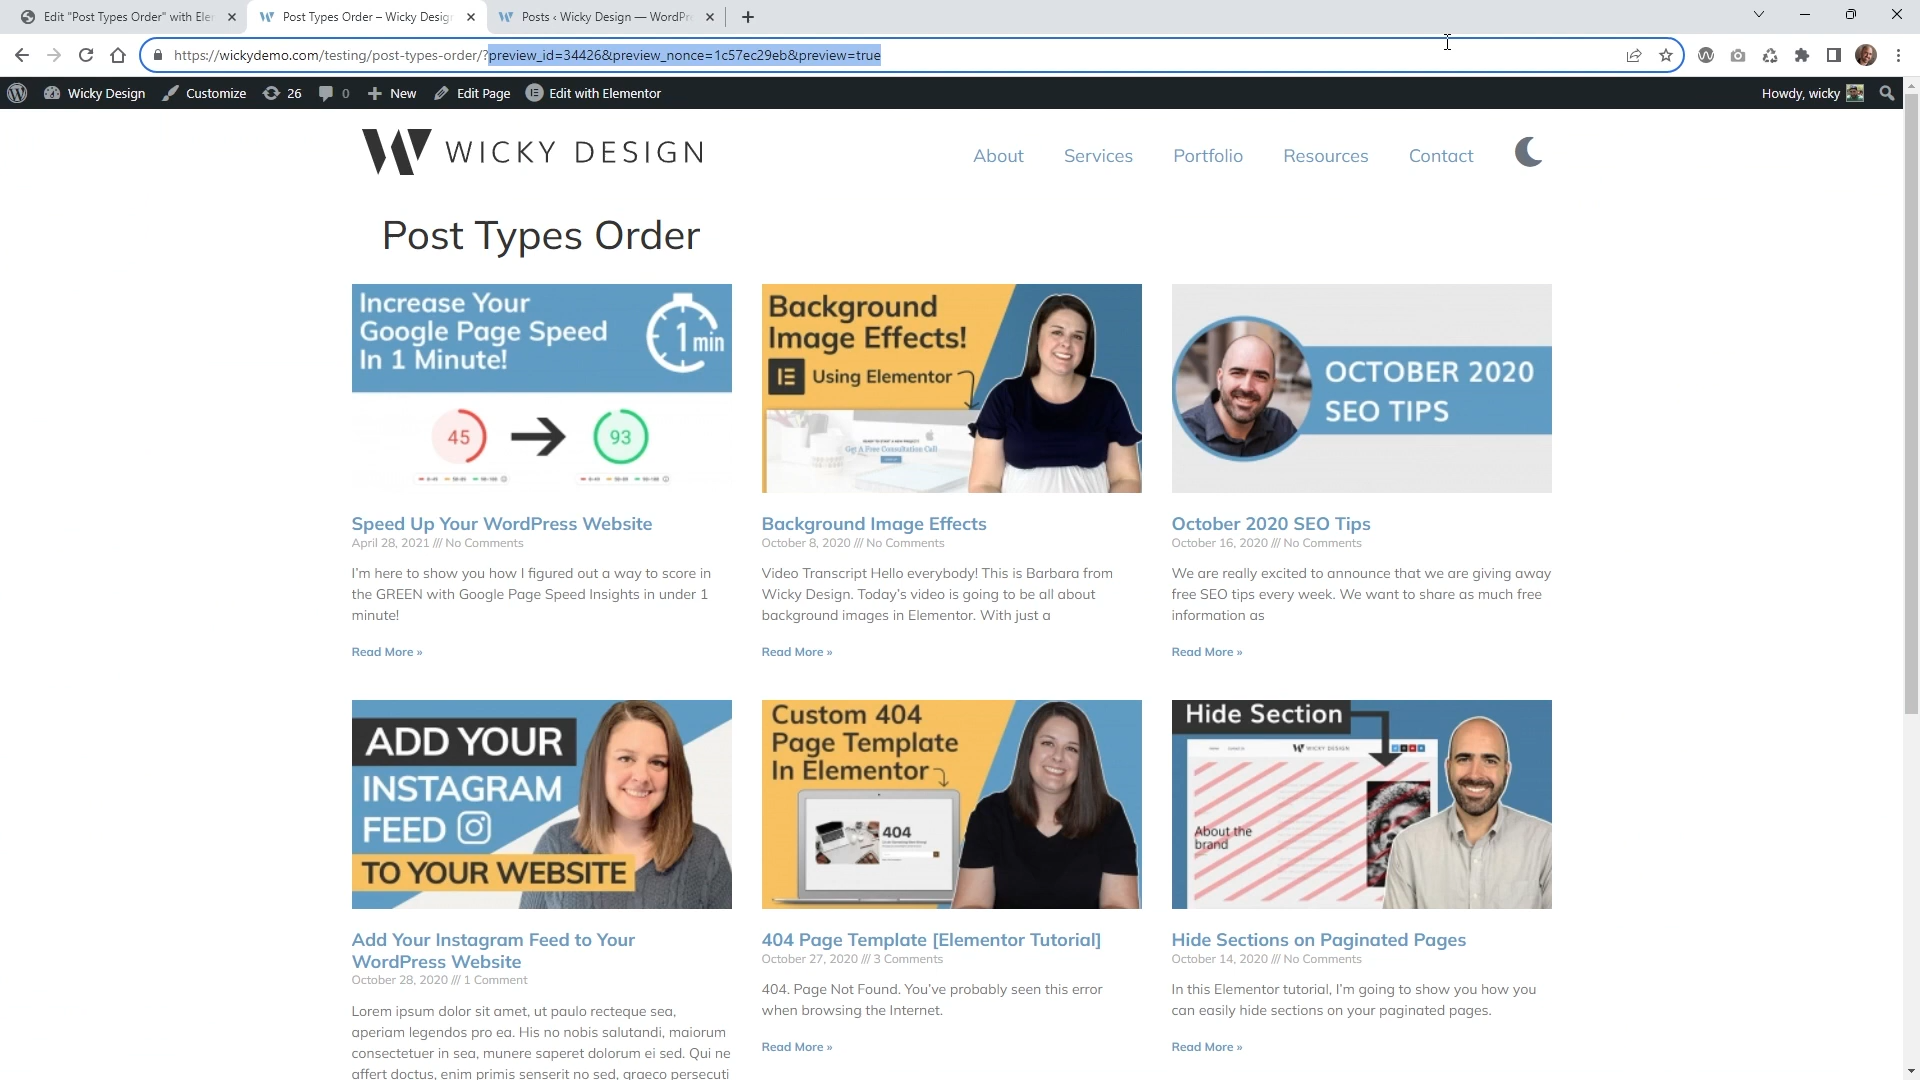 Edit "Post Types Order" with Ele
Post Types Order – Wicky Desig
Posts ‹ Wicky Design — WordPr
https://wickydemo.com/testing/post-types-order/?preview_id=34426&preview_nonce=1c57ec29eb&preview=true
Wicky Design
Customize
26
0
New
Edit Page
Edit with Elementor
Howdy, wicky
WICKY DESIGN
About
Services
Portfolio
Resources
Contact
Post Types Order
Increase Your
Google Page Speed
In 1 Minute!
1 min
45
93
Speed Up Your WordPress Website
April 28, 2021 /// No Comments
I'm here to show you how I figured out a way to score in
the GREEN with Google Page Speed Insights in under 1
minute!
Read More »
Background
Image Effects!
Using Elementor
Get A Free Consultation Call
Background Image Effects
October 8, 2020 /// No Comments
Video Transcript Hello everybody! This is Barbara from
Wicky Design. Today's video is going to be all about
background images in Elementor. With just a
Read More »
OCTOBER 2020
SEO TIPS
October 2020 SEO Tips
October 16, 2020 /// No Comments
We are really excited to announce that we are giving away
free SEO tips every week. We want to share as much free
information as
Read More »
ADD YOUR
INSTAGRAM
FEED
TO YOUR WEBSITE
Add Your Instagram Feed to Your
WordPress Website
October 28, 2020 /// 1 Comment
Lorem ipsum dolor sit amet, ut paulo recteque sea,
aperiam legendos pro ea. His no nobis salutandi, maiorum
consectetuer in sea, munere saperet dolorum ei sed. Qui ne
affert doctus, enim primis senserit no sed, graeco persecuti
Custom 404
Page Template
In Elementor
404
404 Page Template [Elementor Tutorial]
October 27, 2020 /// 3 Comments
404. Page Not Found. You've probably seen this error
when browsing the Internet.
Read More »
Hide Section
WICKY DESIGN
About the
brand
Hide Sections on Paginated Pages
October 14, 2020 /// No Comments
In this Elementor tutorial, I'm going to show you how you
can easily hide sections on your paginated pages.
Read More »